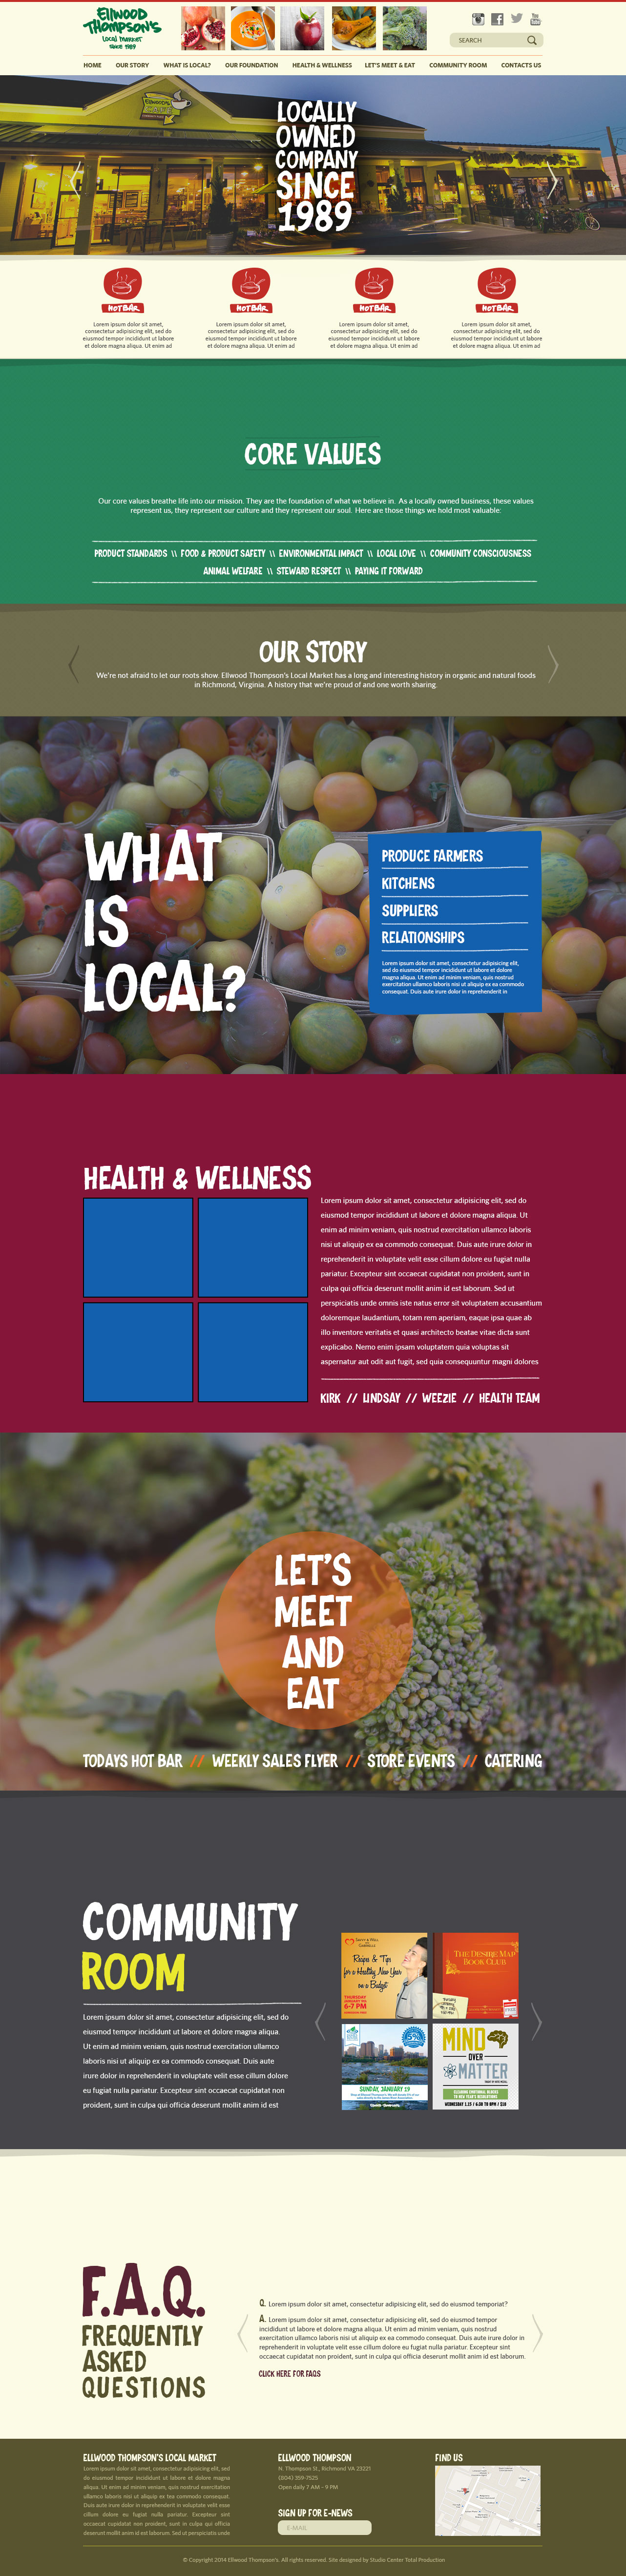 Ellwood
Thompson's
Local Market
Since 1989
SEARCH
HOME OUR STORY WHAT IS LOCAL? OUR FOUNDATION HEALTH & WELLNESS LET'S MEET & EAT COMMUNITY ROOM CONTACTS US
LOCALLY
OWNED
COMPANY
SINCE
1989
HOTBAR HOTBAR HOTBAR HOTBAR
Lorem ipsum dolor sit amet,
consectetur adipisicing elit, sed do
eiusmod tempor incididunt ut labore
et dolore magna aliqua. Ut enim ad
Lorem ipsum dolor sit amet,
consectetur adipisicing elit, sed do
eiusmod tempor incididunt ut labore
et dolore magna aliqua. Ut enim ad
Lorem ipsum dolor sit amet,
consectetur adipisicing elit, sed do
eiusmod tempor incididunt ut labore
et dolore magna aliqua. Ut enim ad
Lorem ipsum dolor sit amet,
consectetur adipisicing elit, sed do
eiusmod tempor incididunt ut labore
et dolore magna aliqua. Ut enim ad
CORE VALUES
Our core values breathe life into our mission. They are the foundation of what we believe in. As a locally owned business, these values
represent us, they represent our culture and they represent our soul. Here are those things we hold most valuable:
PRODUCT STANDARDS \\ FOOD & PRODUCT SAFETY \\ ENVIRONMENTAL IMPACT \\ LOCAL LOVE \\ COMMUNITY CONSCIOUSNESS
ANIMAL WELFARE \\ STEWARD RESPECT \\ PAYING IT FORWARD
OUR STORY
We're not afraid to let our roots show. Ellwood Thompson's Local Market has a long and interesting history in organic and natural foods
in Richmond, Virginia. A history that we're proud of and one worth sharing.
WHAT
IS
LOCAL?
PRODUCE FARMERS
KITCHENS
SUPPLIERS
RELATIONSHIPS
Lorem ipsum dolor sit amet, consectetur adipisicing elit,
sed do eiusmod tempor incididunt ut labore et dolore
magna aliqua. Ut enim ad minim veniam, quis nostrud
exercitation ullamco laboris nisi ut aliquip ex ea commodo
consequat. Duis aute irure dolor in reprehenderit in
HEALTH & WELLNESS
Lorem ipsum dolor sit amet, consectetur adipisicing elit, sed do
eiusmod tempor incididunt ut labore et dolore magna aliqua. Ut
enim ad minim veniam, quis nostrud exercitation ullamco laboris
nisi ut aliquip ex ea commodo consequat. Duis aute irure dolor in
reprehenderit in voluptate velit esse cillum dolore eu fugiat nulla
pariatur. Excepteur sint occaecat cupidatat non proident, sunt in
culpa qui officia deserunt mollit anim id est laborum. Sed ut
perspiciatis unde omnis iste natus error sit voluptatem accusantium
doloremque laudantium, totam rem aperiam, eaque ipsa quae ab
illo inventore veritatis et quasi architecto beatae vitae dicta sunt
explicabo. Nemo enim ipsam voluptatem quia voluptas sit
aspernatur aut odit aut fugit, sed quia consequuntur magni dolores
KIRK // LINDSAY // WEEZIE // HEALTH TEAM
LET'S
MEET
AND
EAT
TODAYS HOT BAR // WEEKLY SALES FLYER // STORE EVENTS // CATERING
COMMUNITY
ROOM
Lorem ipsum dolor sit amet, consectetur adipisicing elit, sed do
eiusmod tempor incididunt ut labore et dolore magna aliqua.
Ut enim ad minim veniam, quis nostrud exercitation ullamco
laboris nisi ut aliquip ex ea commodo consequat. Duis aute
irure dolor in reprehenderit in voluptate velit esse cillum dolore
eu fugiat nulla pariatur. Excepteur sint occaecat cupidatat non
proident, sunt in culpa qui officia deserunt mollit anim id est
Recipes & Tips
for a Healthy New Year
on a Budget
THURSDAY
6-7 PM
THE DESIRE MAP
BOOK CLUB
SUNDAY, JANUARY 19
MIND
OVER
MATTER
WEDNESDAY 1.15 / 6:30 TO 8PM / $10
F.A.Q.
FREQUENTLY
ASKED
QUESTIONS
Q. Lorem ipsum dolor sit amet, consectetur adipisicing elit, sed do eiusmod temporiat?
A. Lorem ipsum dolor sit amet, consectetur adipisicing elit, sed do eiusmod tempor
incididunt ut labore et dolore magna aliqua. Ut enim ad minim veniam, quis nostrud
exercitation ullamco laboris nisi ut aliquip ex ea commodo consequat. Duis aute irure dolor in
reprehenderit in voluptate velit esse cillum dolore eu fugiat nulla pariatur. Excepteur sint
occaecat cupidatat non proident, sunt in culpa qui officia deserunt mollit anim id est laborum.
CLICK HERE FOR FAQS
ELLWOOD THOMPSON'S LOCAL MARKET
Lorem ipsum dolor sit amet, consectetur adipisicing elit, sed
do eiusmod tempor incididunt ut labore et dolore magna
aliqua. Ut enim ad minim veniam, quis nostrud exercitation
ullamco laboris nisi ut aliquip ex tea commodo consequat.
Duis aute irure dolor in reprehenderit in voluptate velit esse
cillum dolore eu fugiat nulla pariatur. Excepteur sint
occaecat cupidatat non proident, sunt in culpa qui officia
deserunt mollit anim id est laborum. Sed ut perspiciatis unde
ELLWOOD THOMPSON
N. Thompson St., Richmond VA 23221
(804) 359-7525
Open daily 7 AM - 9 PM
SIGN UP FOR E-NEWS
E-MAIL
FIND US
© Copyright 2014 Ellwood Thompson's. All rights reserved. Site designed by Studio Center Total Production